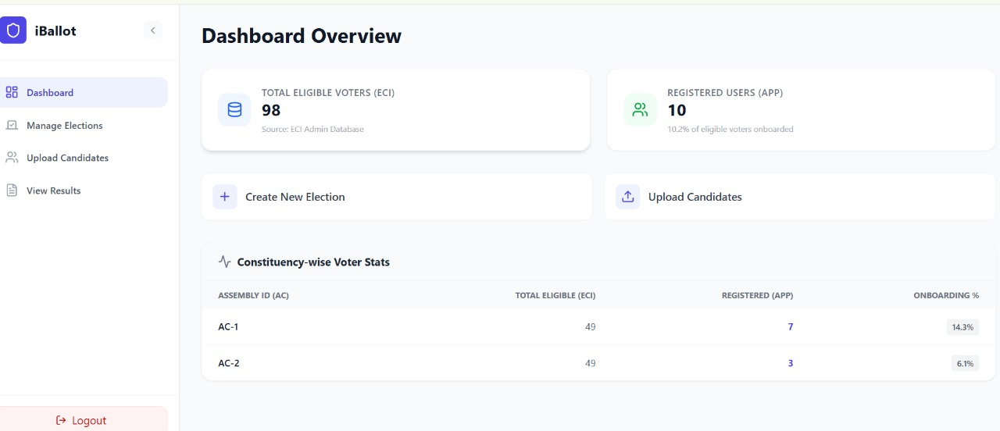 iBallot
Dashboard
Manage Elections
Upload Candidates
View Results
Logout
Dashboard Overview
TOTAL ELIGIBLE VOTERS (ECI)
98
Source: ECI Admin Database
REGISTERED USERS (APP)
10
10.2% of eligible voters onboarded
Create New Election
Upload Candidates
Constituency-wise Voter Stats
ASSEMBLY ID (AC) TOTAL ELIGIBLE (ECI) REGISTERED (APP) ONBOARDING %
AC-1 49 7 14.3%
AC-2 49 3 6.1%